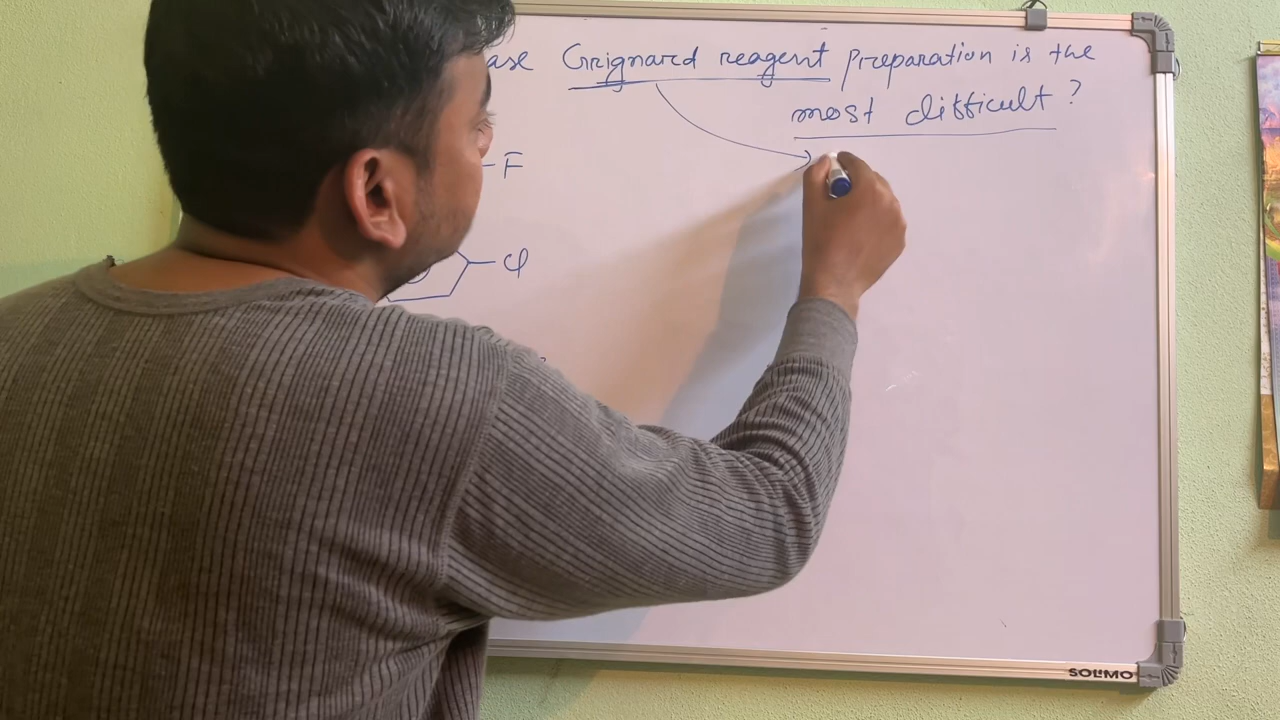 ase Grignard reagent preparation is the
most difficult ?
F
Cl
SOLIMO